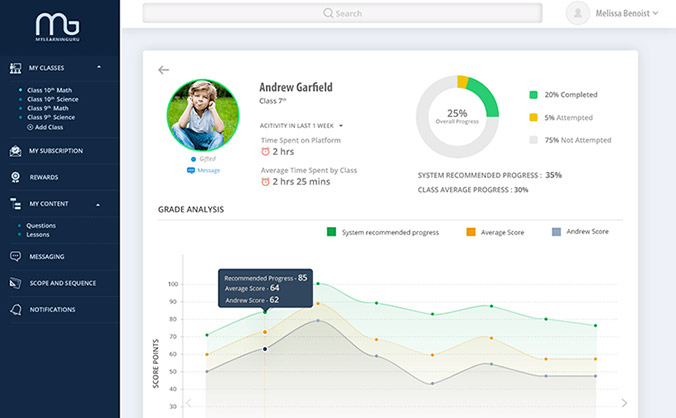 MYLEARNINGURU
Search
Melissa Benoist
MY CLASSES
Class 10th Math
Class 10th Science
Class 9th Math
Class 9th Science
Add Class
MY SUBSCRIPTION
REWARDS
MY CONTENT
Questions
Lessons
MESSAGING
SCOPE AND SEQUENCE
NOTIFICATIONS
Gifted
Message
Andrew Garfield
Class 7th
ACITIVITY IN LAST 1 WEEK
Time Spent on Platform
2 hrs
Average Time Spent by Class
2 hrs 25 mins
25%
Overall Progress
20% Completed
5% Attempted
75% Not Attempted
SYSTEM RECOMMENDED PROGRESS : 35%
CLASS AVERAGE PROGRESS : 30%
GRADE ANALYSIS
System recommended progress
Average Score
Andrew Score
Recommended Progress - 85
Average Score - 64
Andrew Score - 62
SCORE POINTS
100
90
80
70
60
50
40
30